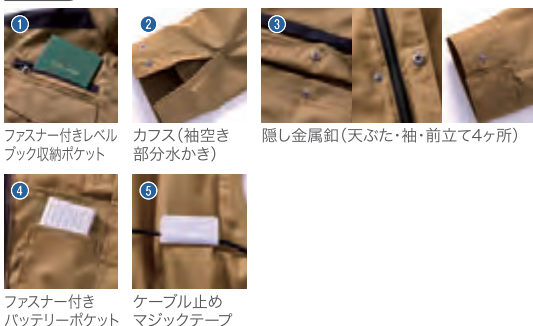 1
ファスナー付きレベル
ブック収納ポケット
2
カフス(袖空き
部分水かき)
3
隠し金属釦(天ぶた・袖・前立て4ヶ所)
4
ファスナー付き
バッテリーポケット
5
ケーブル止め
マジックテープ